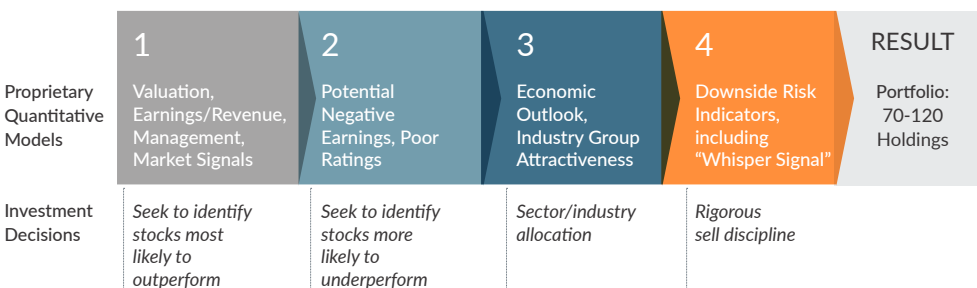 1
2
3
4
RESULT
Proprietary
Quantitative
Models
Valuation,
Earnings/Revenue,
Management,
Market Signals
Potential
Negative
Earnings, Poor
Ratings
Economic
Outlook,
Industry Group
Attractiveness
Downside Risk
Indicators,
including
“Whisper Signal”
Portfolio:
70-120
Holdings
Investment
Decisions
Seek to identify
stocks most
likely to
outperform
Seek to identify
stocks more
likely to
underperform
Sector/industry
allocation
Rigorous
sell discipline